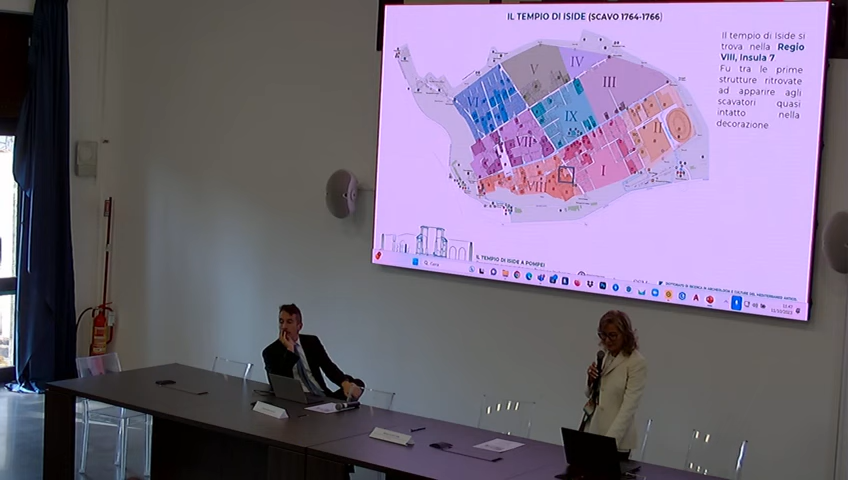 IL TEMPIO DI ISIDE (SCAVO 1764-1766)
Il tempio di Iside si
trova nella Regio
VIII, Insula 7
Fu tra le prime
strutture ritrovate
ad apparire agli
scavatori quasi
intatto nella
decorazione
V
IV
III
VI
IX
II
VII
I
VIII
IL TEMPIO DI ISIDE A POMPEI
Cerca